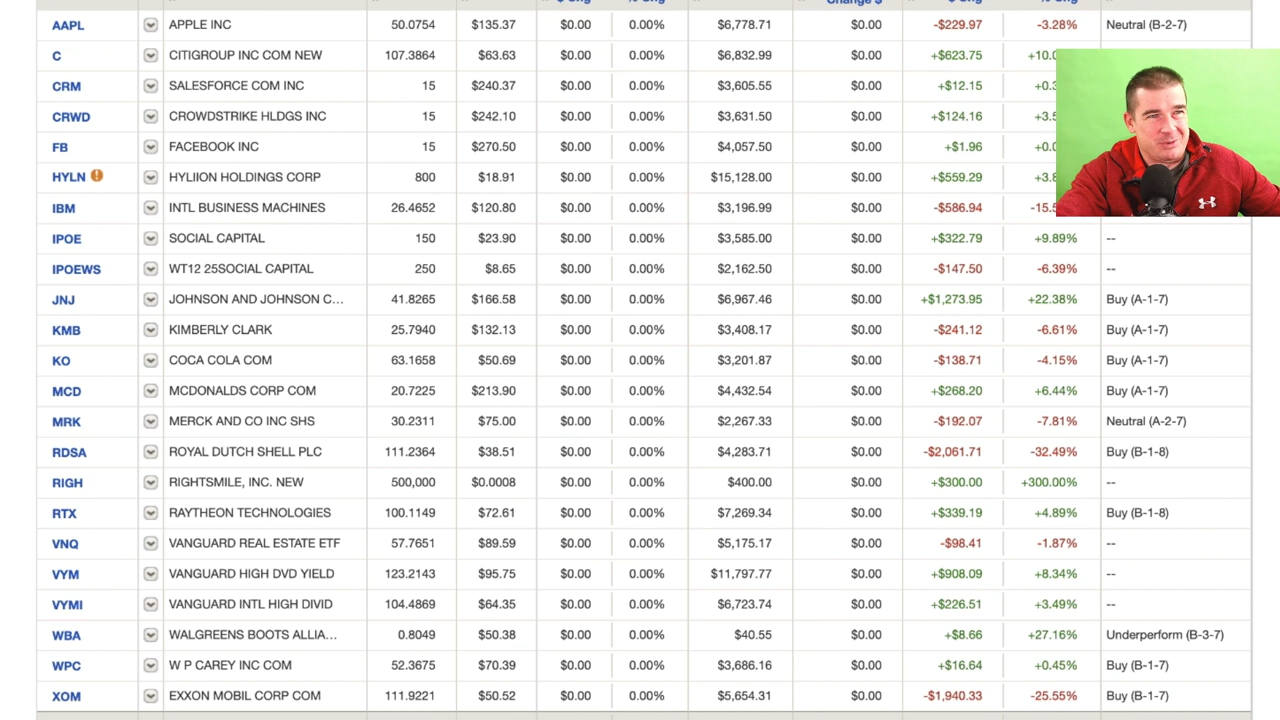 AAPL APPLE INC 50.0754 $135.37 $0.00 0.00% $6,778.71 $0.00 -$229.97 -3.28% Neutral (B-2-7)
C CITIGROUP INC COM NEW 107.3864 $63.63 $0.00 0.00% $6,832.99 $0.00 +$623.75
CRM SALESFORCE COM INC 15 $240.37 $0.00 0.00% $3,605.55 $0.00 +$12.15
CRWD CROWDSTRIKE HLDGS INC 15 $242.10 $0.00 0.00% $3,631.50 $0.00 +$124.16
FB FACEBOOK INC 15 $270.50 $0.00 0.00% $4,057.50 $0.00 +$1.96
HYLN HYLIION HOLDINGS CORP 800 $18.91 $0.00 0.00% $15,128.00 $0.00 +$559.29
IBM INTL BUSINESS MACHINES 26.4652 $120.80 $0.00 0.00% $3,196.99 $0.00 -$586.94
IPOE SOCIAL CAPITAL 150 $23.90 $0.00 0.00% $3,585.00 $0.00 +$322.79 +9.89% --
IPOEWS WT12 25SOCIAL CAPITAL 250 $8.65 $0.00 0.00% $2,162.50 $0.00 -$147.50 -6.39% --
JNJ JOHNSON AND JOHNSON C... 41.8265 $166.58 $0.00 0.00% $6,967.46 $0.00 +$1,273.95 +22.38% Buy (A-1-7)
KMB KIMBERLY CLARK 25.7940 $132.13 $0.00 0.00% $3,408.17 $0.00 -$241.12 -6.61% Buy (A-1-7)
KO COCA COLA COM 63.1658 $50.69 $0.00 0.00% $3,201.87 $0.00 -$138.71 -4.15% Buy (A-1-7)
MCD MCDONALDS CORP COM 20.7225 $213.90 $0.00 0.00% $4,432.54 $0.00 +$268.20 +6.44% Buy (A-1-7)
MRK MERCK AND CO INC SHS 30.2311 $75.00 $0.00 0.00% $2,267.33 $0.00 -$192.07 -7.81% Neutral (A-2-7)
RDSA ROYAL DUTCH SHELL PLC 111.2364 $38.51 $0.00 0.00% $4,283.71 $0.00 -$2,061.71 -32.49% Buy (B-1-8)
RIGH RIGHTSMILE, INC. NEW 500,000 $0.0008 $0.00 0.00% $400.00 $0.00 +$300.00 +300.00% --
RTX RAYTHEON TECHNOLOGIES 100.1149 $72.61 $0.00 0.00% $7,269.34 $0.00 +$339.19 +4.89% Buy (B-1-8)
VNQ VANGUARD REAL ESTATE ETF 57.7651 $89.59 $0.00 0.00% $5,175.17 $0.00 -$98.41 -1.87% --
VYM VANGUARD HIGH DVD YIELD 123.2143 $95.75 $0.00 0.00% $11,797.77 $0.00 +$908.09 +8.34% --
VYMI VANGUARD INTL HIGH DIVID 104.4869 $64.35 $0.00 0.00% $6,723.74 $0.00 +$226.51 +3.49% --
WBA WALGREENS BOOTS ALLIA... 0.8049 $50.38 $0.00 0.00% $40.55 $0.00 +$8.66 +27.16% Underperform (B-3-7)
WPC W P CAREY INC COM 52.3675 $70.39 $0.00 0.00% $3,686.16 $0.00 +$16.64 +0.45% Buy (B-1-7)
XOM EXXON MOBIL CORP COM 111.9221 $50.52 $0.00 0.00% $5,654.31 $0.00 -$1,940.33 -25.55% Buy (B-1-7)